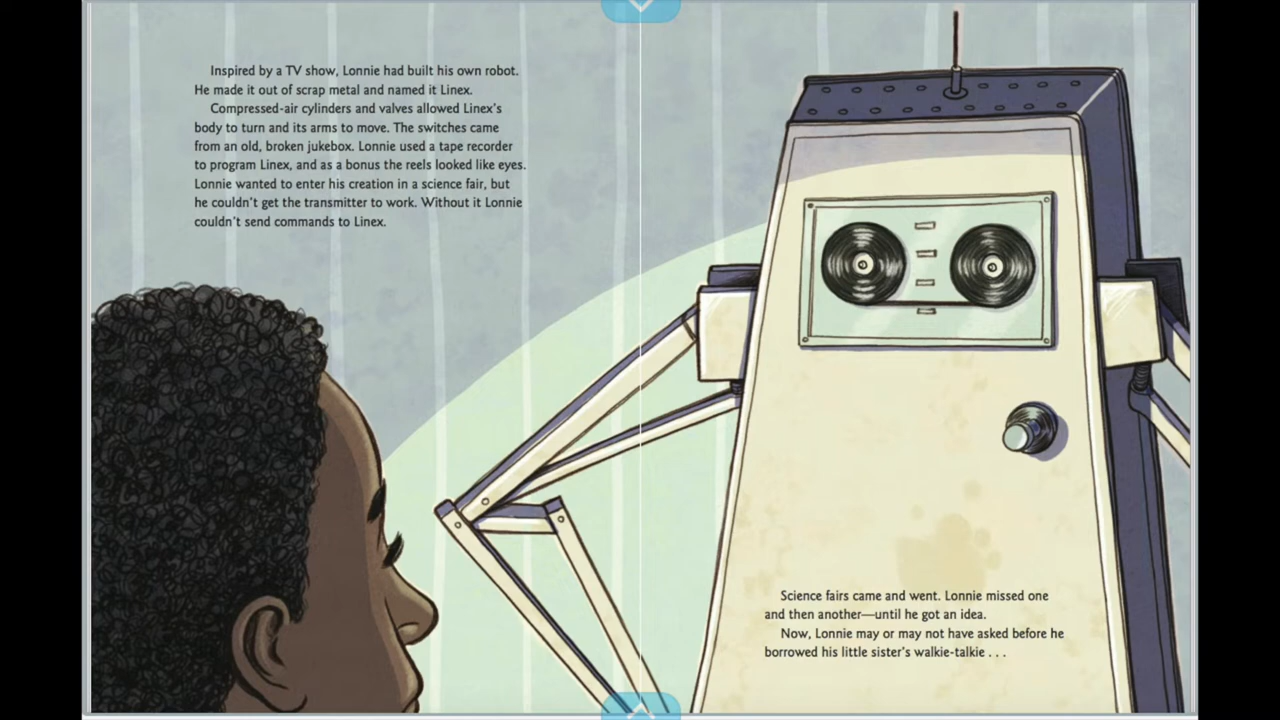 Inspired by a TV show, Lonnie had built his own robot.
He made it out of scrap metal and named it Linex.
Compressed-air cylinders and valves allowed Linex's
body to turn and its arms to move. The switches came
from an old, broken jukebox. Lonnie used a tape recorder
to program Linex, and as a bonus the reels looked like eyes.
Lonnie wanted to enter his creation in a science fair, but
he couldn't get the transmitter to work. Without it Lonnie
couldn't send commands to Linex.
Science fairs came and went. Lonnie missed one
and then another—until he got an idea.
Now, Lonnie may or may not have asked before he
borrowed his little sister's walkie-talkie . . .